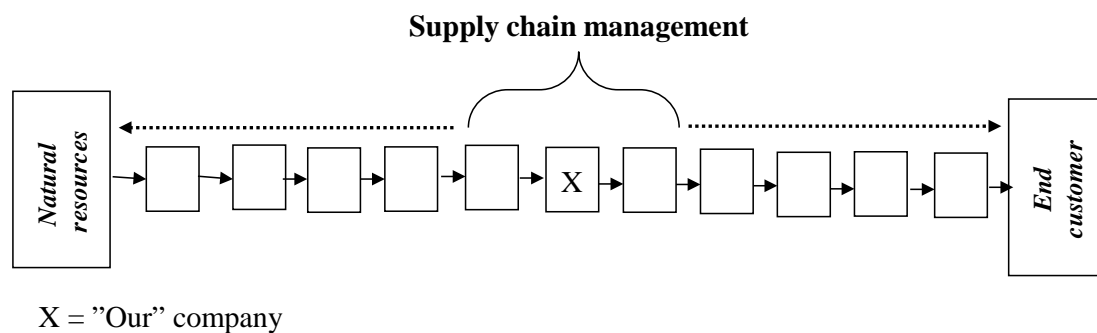 Supply chain management
Natural
resources
X
End
customer
X = ”Our” company